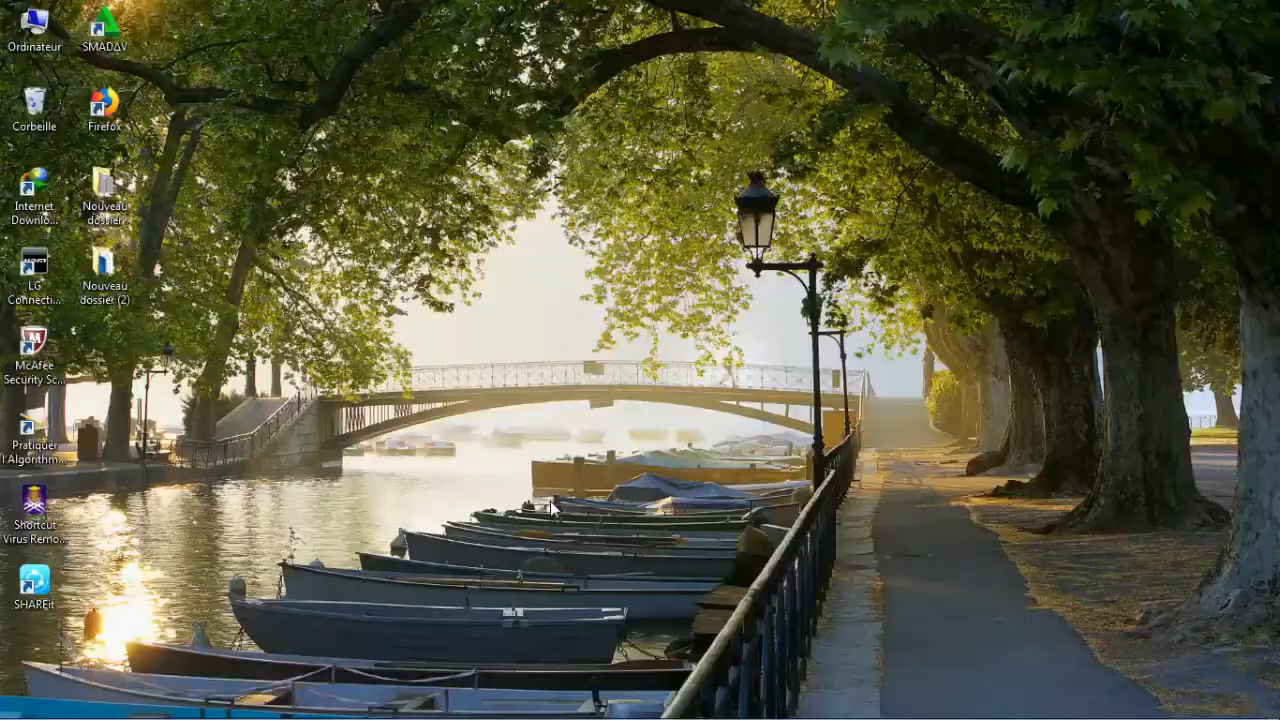 Ordinateur
SMADΔV
Corbeille
Firefox
Internet
Downlo...
Nouveau
dossier
LG
Connecti...
Nouveau
dossier (2)
McAfee
Security Sc...
Pratiquer
l'Algorithm...
Shortcut
Virus Remo...
SHAREit